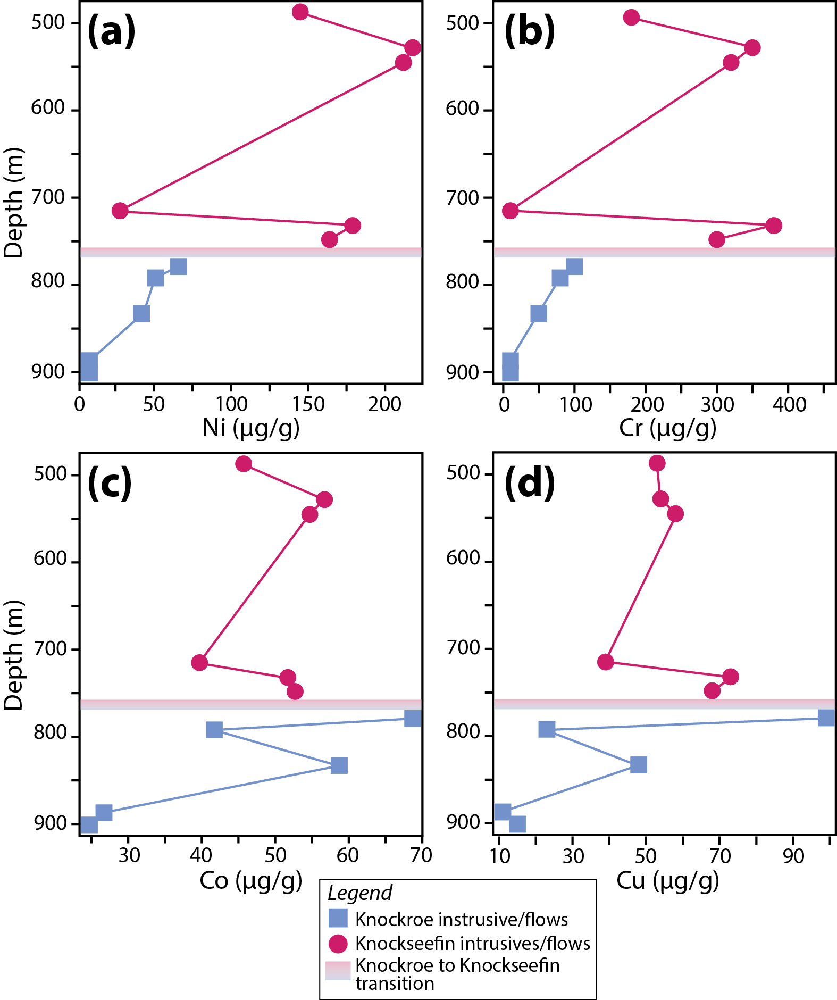 (a)
500
600
700
800
900
Depth (m)
0 50 100 150 200
Ni (µg/g)
(b)
500
600
700
800
900
0 100 200 300 400
Cr (µg/g)
(c)
500
600
700
800
900
Depth (m)
30 40 50 60 70
Co (µg/g)
(d)
500
600
700
800
900
10 30 50 70 90
Cu (µg/g)
Legend
Knockroe instrusive/flows
Knockseefin intrusives/flows
Knockroe to Knockseefin
transition